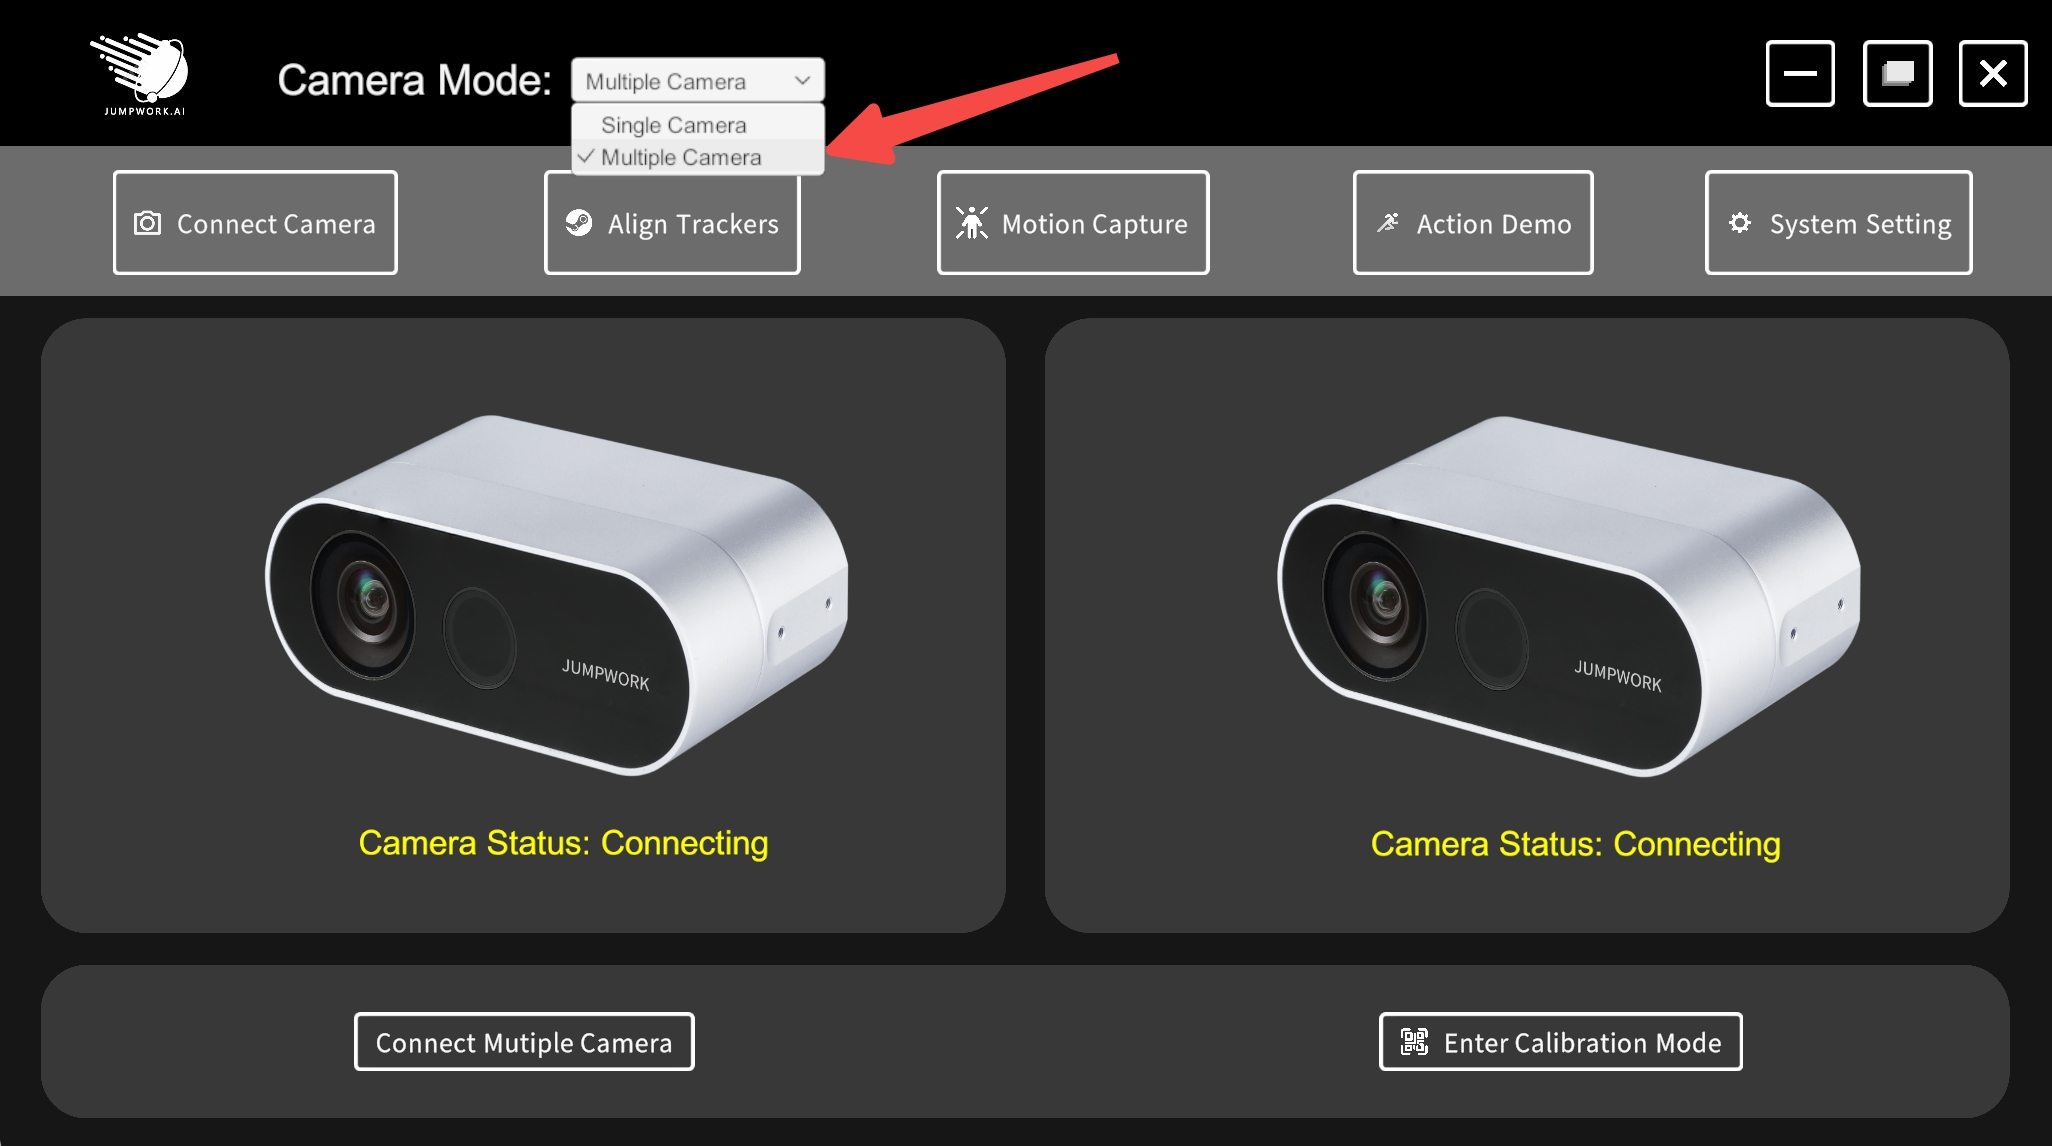 JUMPWORK.AI
Camera Mode:
Multiple Camera
Single Camera
Multiple Camera
Connect Camera
Align Trackers
Motion Capture
Action Demo
System Setting
JUMPWORK
JUMPWORK
Camera Status: Connecting
Camera Status: Connecting
Connect Mutiple Camera
Enter Calibration Mode